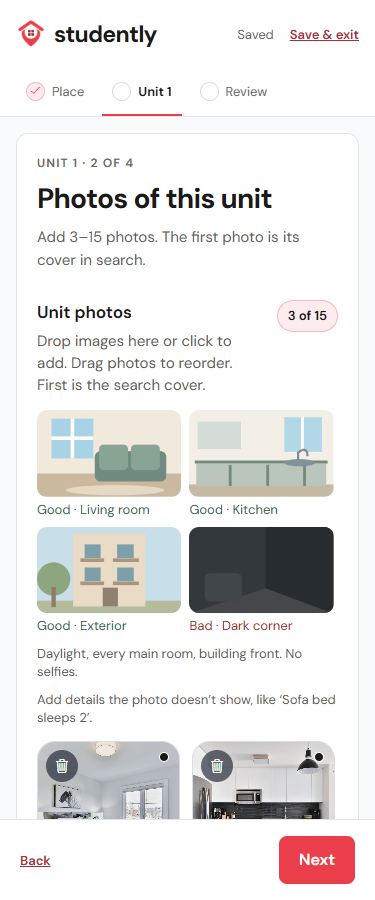 studently
Saved
Save & exit
Place
Unit 1
Review
UNIT 1 · 2 OF 4
Photos of this unit
Add 3–15 photos. The first photo is its
cover in search.
Unit photos
3 of 15
Drop images here or click to
add. Drag photos to reorder.
First is the search cover.
Good · Living room
Good · Kitchen
Good · Exterior
Bad · Dark corner
Daylight, every main room, building front. No
selfies.
Add details the photo doesn’t show, like ‘Sofa bed
sleeps 2’.
Back
Next